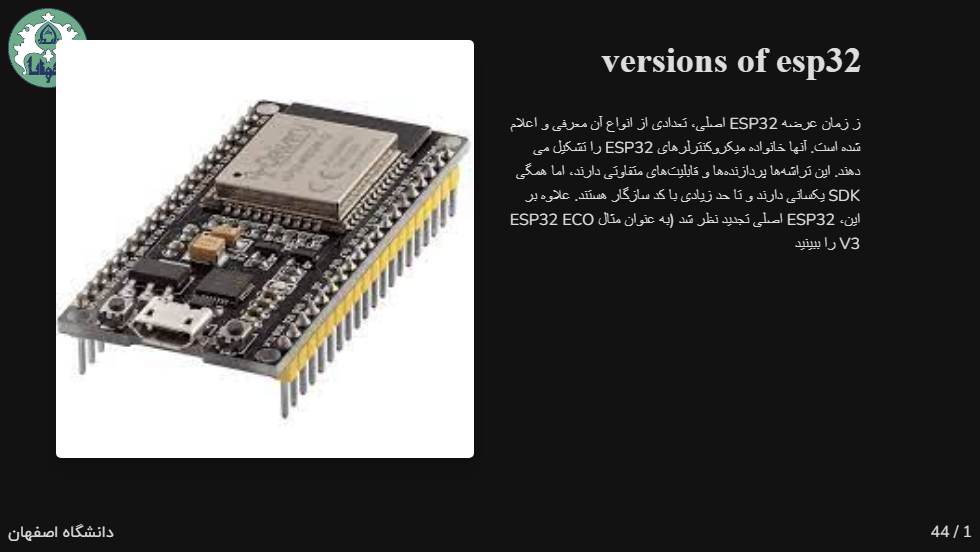 versions of esp32
ز زمان عرضه ESP32 اصلی، تعدادی از انواع آن معرفی و اعلام
شده است. آنها خانواده میکروکنترلرهای ESP32 را تشکیل می
دهند. این تراشه‌ها پردازنده‌ها و قابلیت‌های متفاوتی دارند، اما همگی
SDK یکسانی دارند و تا حد زیادی با کد سازگار هستند. علاوه بر
این، ESP32 اصلی تجدید نظر شد (به عنوان مثال ESP32 ECO
V3 را ببینید
دانشگاه اصفهان
44 / 1